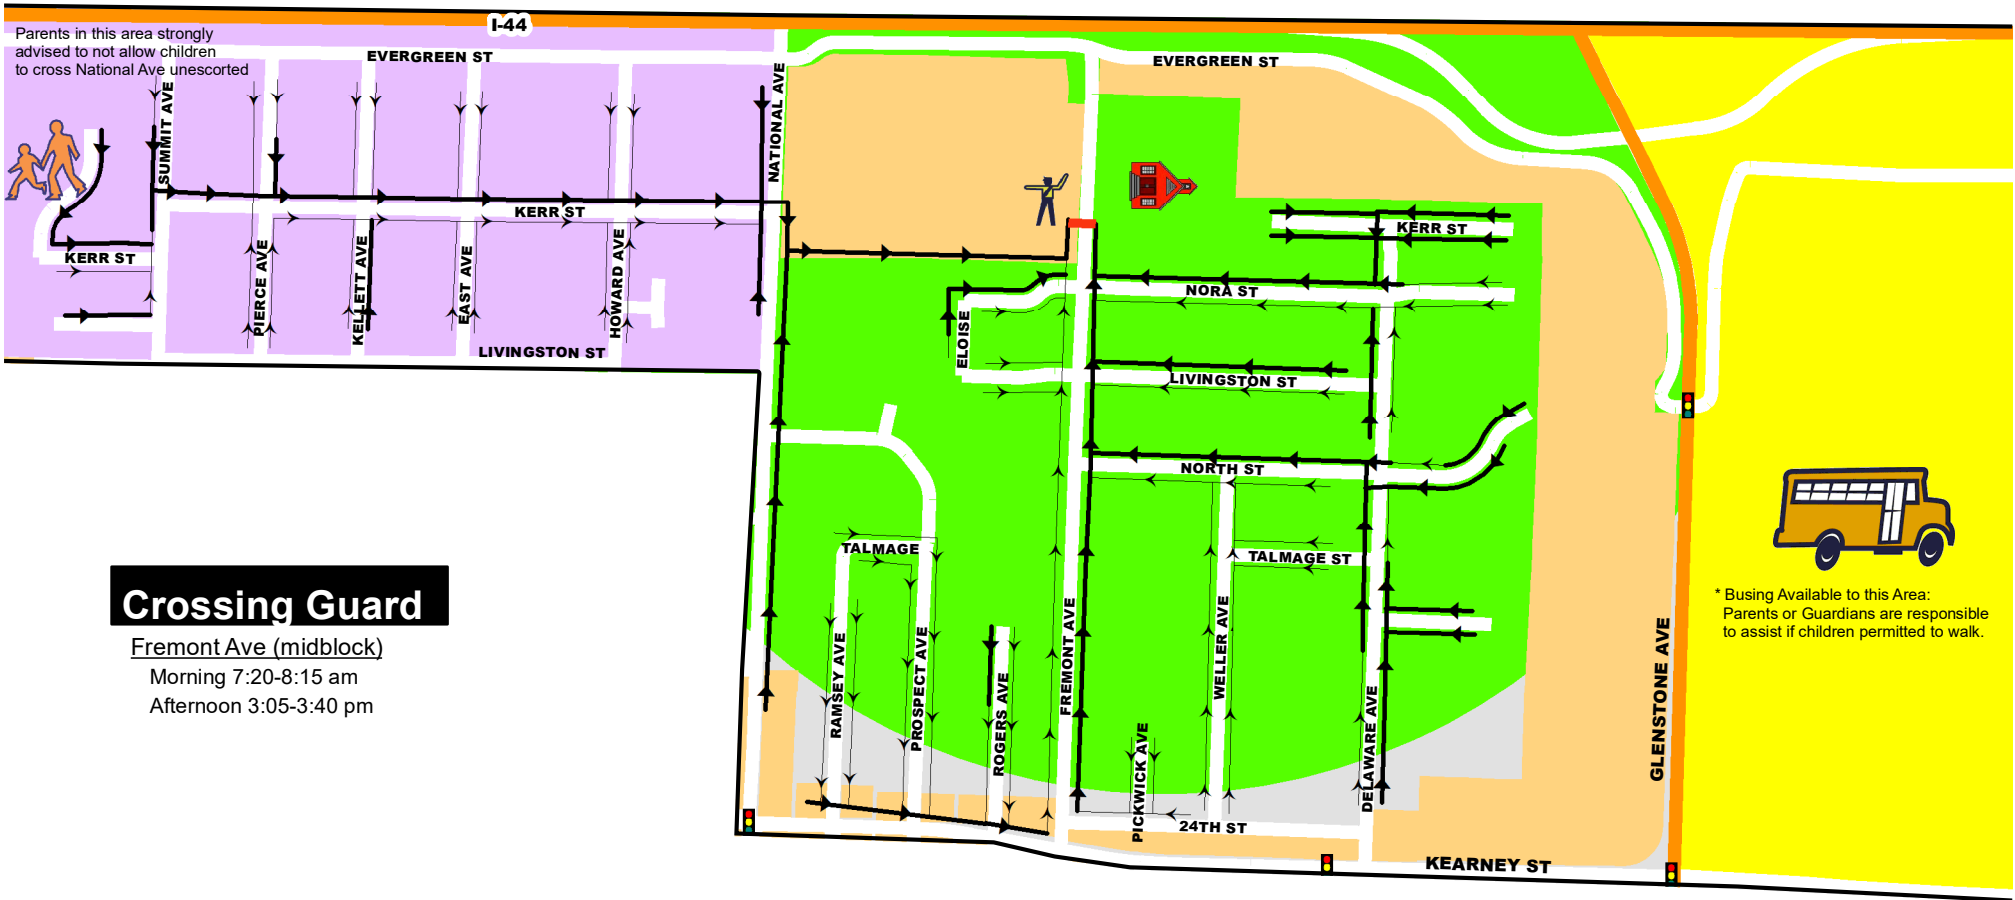 I-44
Parents in this area strongly
advised to not allow children
to cross National Ave unescorted
EVERGREEN ST
EVERGREEN ST
SUMMIT AVE
NATIONAL AVE
KERR ST
KERR ST
KERR ST
PIERCE AVE
KELLETT AVE
EAST AVE
HOWARD AVE
NORA ST
ELOISE
LIVINGSTON ST
LIVINGSTON ST
NORTH ST
TALMAGE
TALMAGE ST
Crossing Guard
Fremont Ave (midblock)
Morning 7:20-8:15 am
Afternoon 3:05-3:40 pm
* Busing Available to this Area:
Parents or Guardians are responsible
to assist if children permitted to walk.
RAMSEY AVE
PROSPECT AVE
ROGERS AVE
FREMONT AVE
PICKWICK AVE
WELLER AVE
DELAWARE AVE
GLENSTONE AVE
24TH ST
KEARNEY ST